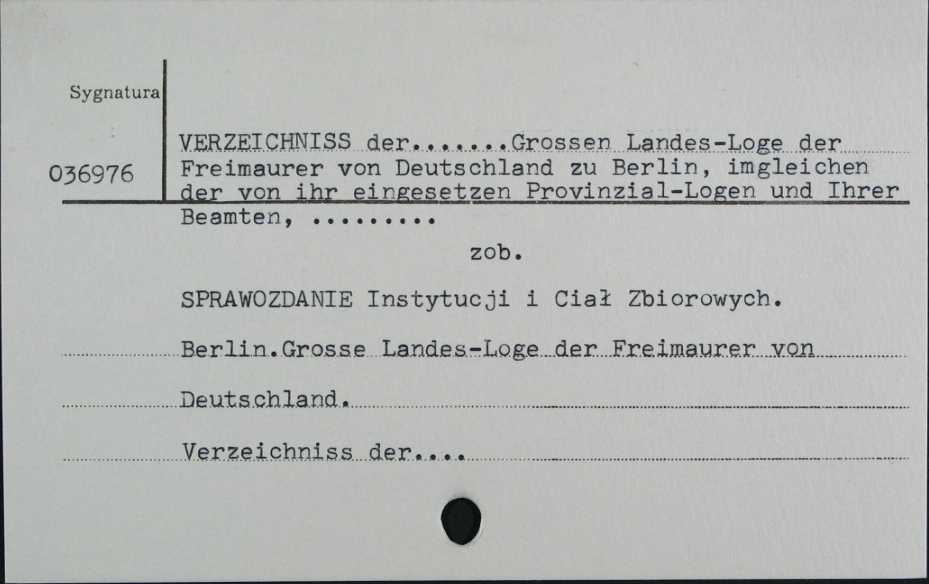 Sygnatura
036976
VERZEICHNISS der.......Grossen Landes-Loge der
Freimaurer von Deutschland zu Berlin, imgleichen
der von ihr eingesetzen Provinzial-Logen und Ihrer
Beamten, .........
zob.
SPRAWOZDANIE Instytucji i Ciał Zbiorowych.
Berlin.Grosse Landes-Loge der Freimaurer von
Deutschland.
Verzeichniss der....